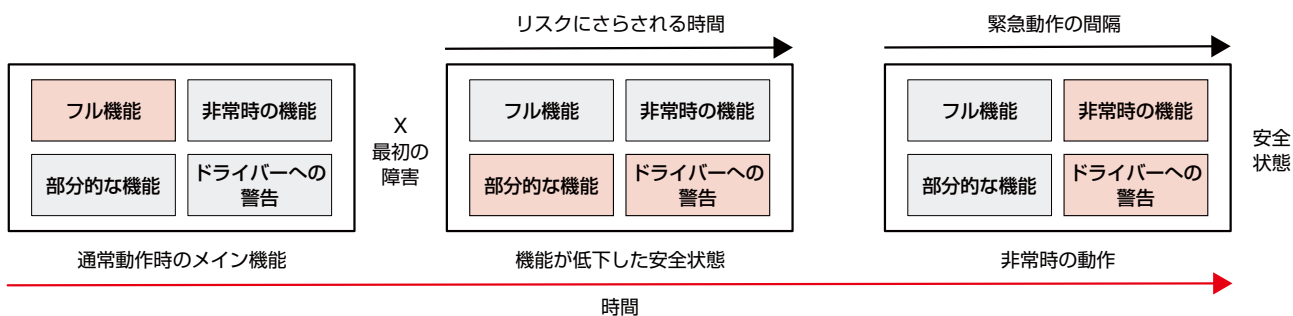 リスクにさらされる時間
緊急動作の間隔
フル機能
非常時の機能
部分的な機能
ドライバーへの
警告
X
最初の
障害
フル機能
非常時の機能
部分的な機能
ドライバーへの
警告
フル機能
非常時の機能
部分的な機能
ドライバーへの
警告
安全
状態
通常動作時のメイン機能
機能が低下した安全状態
非常時の動作
時間